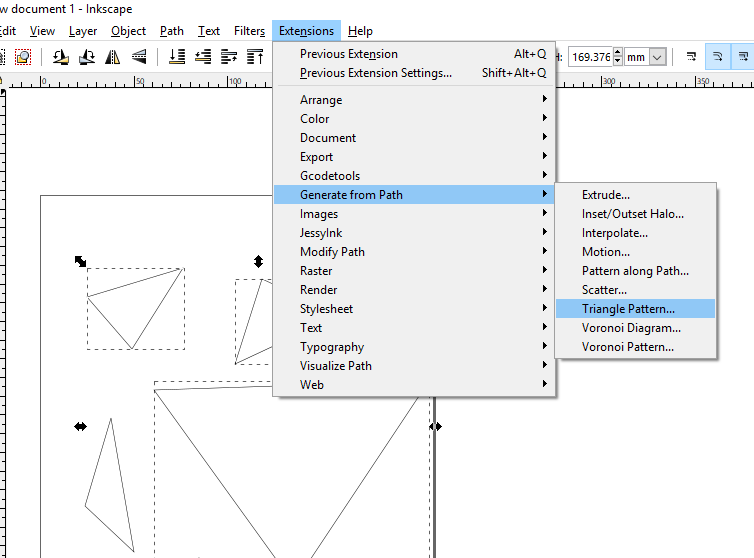 w document 1 - Inkscape
Edit View Layer Object Path Text Filters Extensions Help
H: 169.376 mm
0 50 100 300 350
Previous Extension Alt+Q
Previous Extension Settings... Shift+Alt+Q
Arrange
Color
Document
Export
Gcodetools
Generate from Path
Images
JessyInk
Modify Path
Raster
Render
Stylesheet
Text
Typography
Visualize Path
Web
Extrude...
Inset/Outset Halo...
Interpolate...
Motion...
Pattern along Path...
Scatter...
Triangle Pattern...
Voronoi Diagram...
Voronoi Pattern...